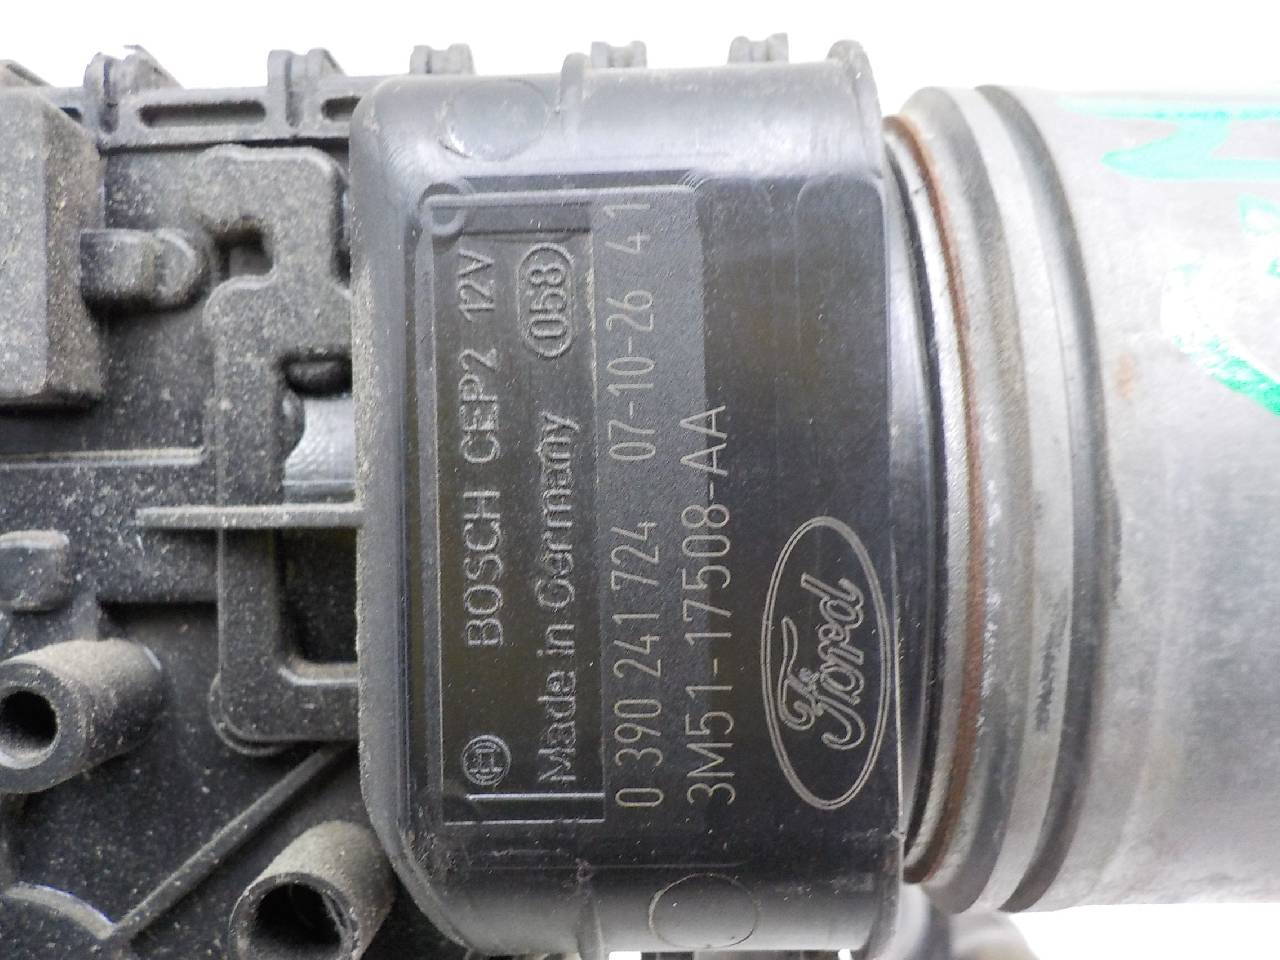 BOSCH CEP2 12V
Made in Germany 058
0 390 241 724 07-10-26/41
3M51-17508-AA
Ford